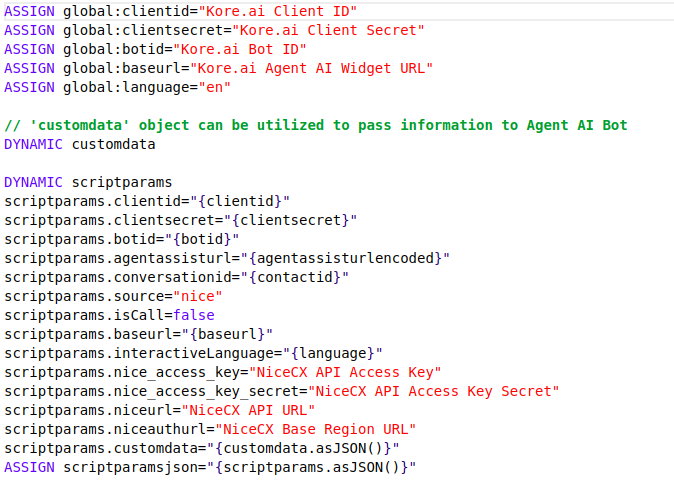 ASSIGN global:clientid="Kore.ai Client ID"
ASSIGN global:clientsecret="Kore.ai Client Secret"
ASSIGN global:botid="Kore.ai Bot ID"
ASSIGN global:baseurl="Kore.ai Agent AI Widget URL"
ASSIGN global:language="en"
// 'customdata' object can be utilized to pass information to Agent AI Bot
DYNAMIC customdata
DYNAMIC scriptparams
scriptparams.clientid="{clientid}"
scriptparams.clientsecret="{clientsecret}"
scriptparams.botid="{botid}"
scriptparams.agentassisturl="{agentassisturlencoded}"
scriptparams.conversationid="{contactid}"
scriptparams.source="nice"
scriptparams.isCall=false
scriptparams.baseurl="{baseurl}"
scriptparams.interactiveLanguage="{language}"
scriptparams.nice_access_key="NiceCX API Access Key"
scriptparams.nice_access_key_secret="NiceCX API Access Key Secret"
scriptparams.niceurl="NiceCX API URL"
scriptparams.niceauthurl="NiceCX Base Region URL"
scriptparams.customdata="{customdata.asJSON()}"
ASSIGN scriptparamsjson="{scriptparams.asJSON()}"